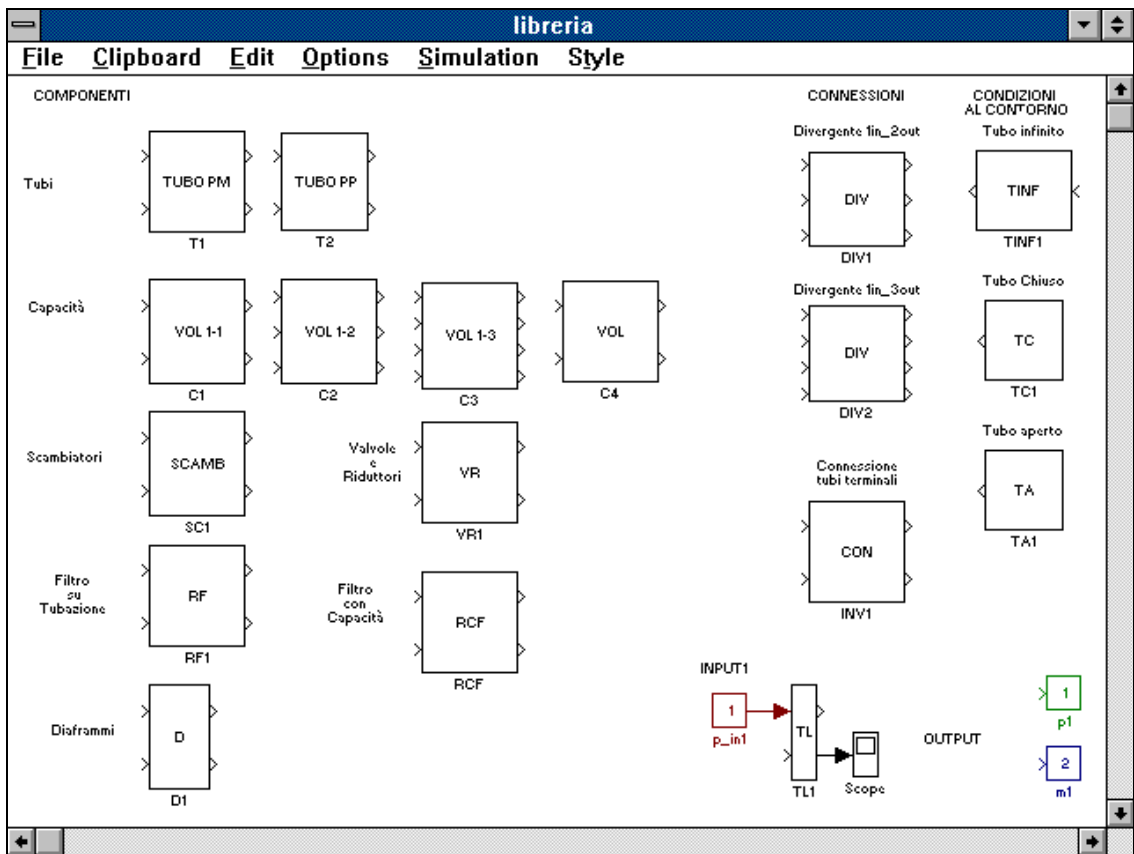 libreria
File Clipboard Edit Options Simulation Style
COMPONENTI
CONNESSIONI
CONDIZIONI
AL CONTORNO
Divergente 1in_2out
Tubo infinito
Tubi
TUBO PM
T1
TUBO PP
T2
DIV
DIV1
TINF
TINF1
Capacità
VOL 1-1
C1
VOL 1-2
C2
VOL 1-3
C3
VOL
C4
Divergente 1in_3out
DIV
DIV2
Tubo Chiuso
TC
TC1
Scambiatori
SCAMB
SC1
Valvole
e
Riduttori
VR
VR1
Connessione
tubi terminali
CON
INV1
Tubo aperto
TA
TA1
Filtro
su
Tubazione
RF
RF1
Filtro
con
Capacità
RCF
RCF
Diaframmi
D
D1
INPUT1
1
p_in1
TL
TL1
Scope
OUTPUT
1
p1
2
m1